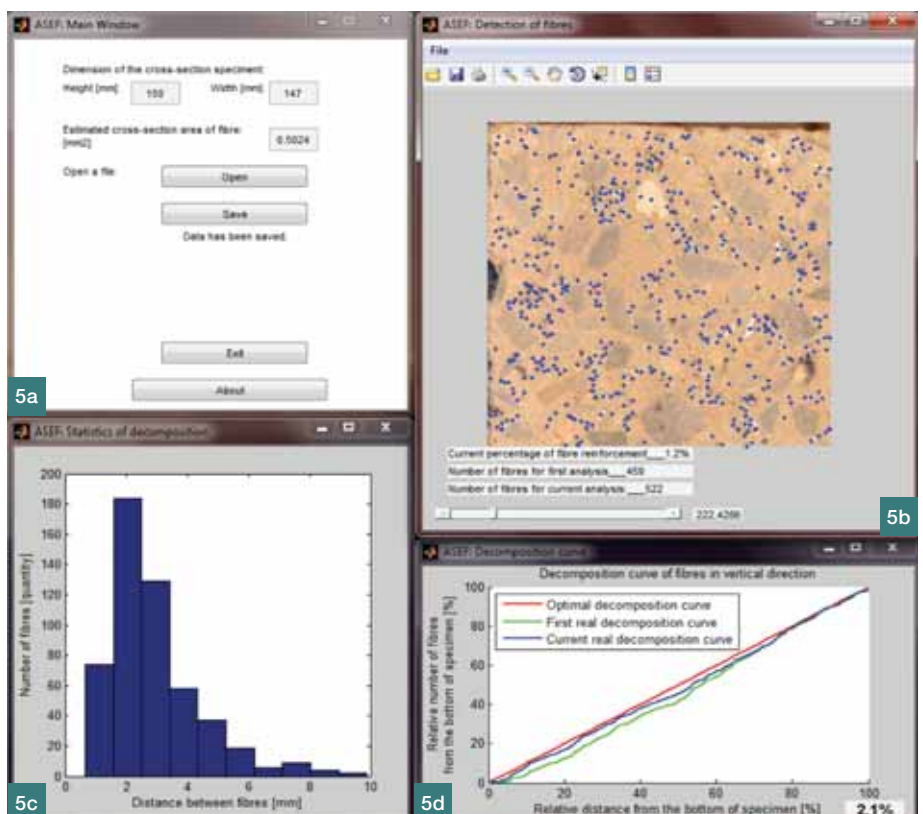 ASEF: Main Window
Dimension of the cross-section speciment:
Height [mm]: 150 Width [mm]: 147
Estimated cross-section area of fibre:
[mm2] 0.5024
Open a file: Open
Save
Data has been saved.
Exit
About
5a
ASEF: Detection of fibres
File
Current percentage of fibre reinforcement___1.2%
Number of fibres for first analysis___459
Number of fibres for current analysis ___522
222.4266
5b
ASEF: Statistics of decomposition
200
180
160
140
120
100
80
60
40
20
0
0 2 4 6 8 10
Number of fibres [quantity]
Distance between fibres [mm]
5c
ASEF: Decomposition curve
Decomposition curve of fibres in vertical direction
Optimal decomposition curve
First real decomposition curve
Current real decomposition curve
100
80
60
40
20
0
0 20 40 60 80 100
Relative number of fibres
from the bottom of specimen [%]
Relative distance from the bottom of specimen [%]
2.1%
5d